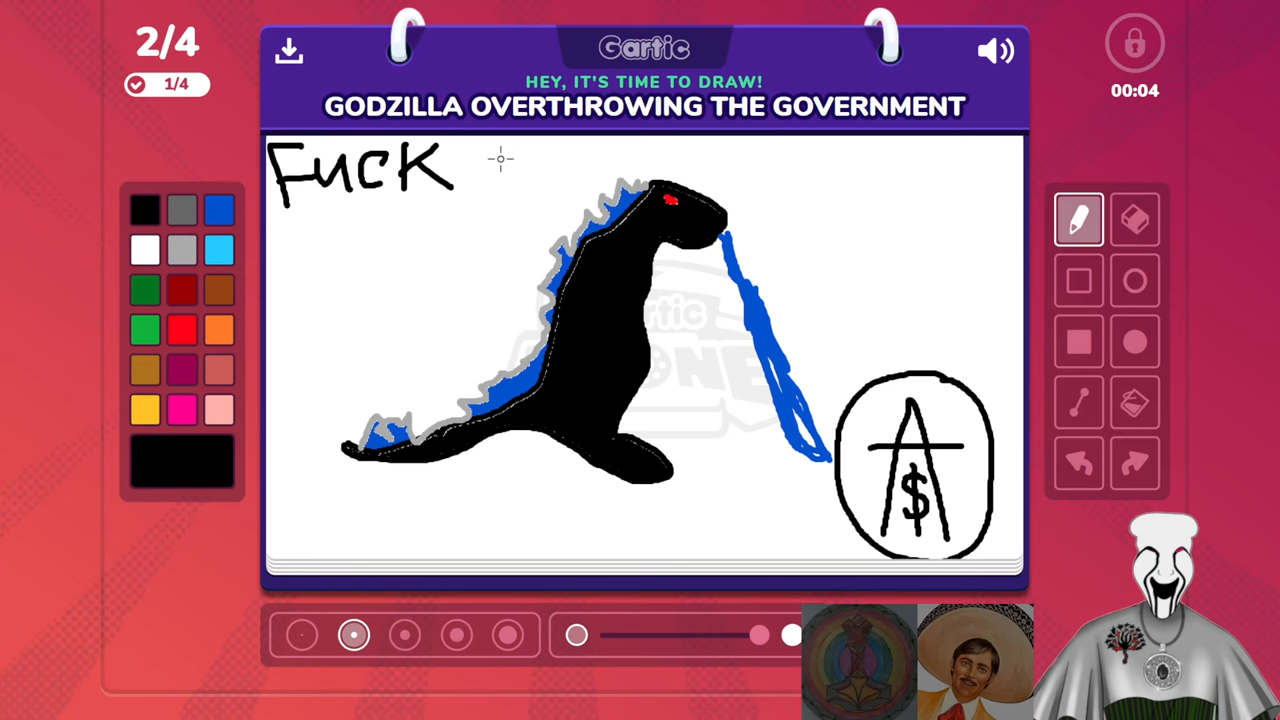 2/4
1/4
Gartic
HEY, IT'S TIME TO DRAW!
GODZILLA OVERTHROWING THE GOVERNMENT
00:04
FUCK
A
$